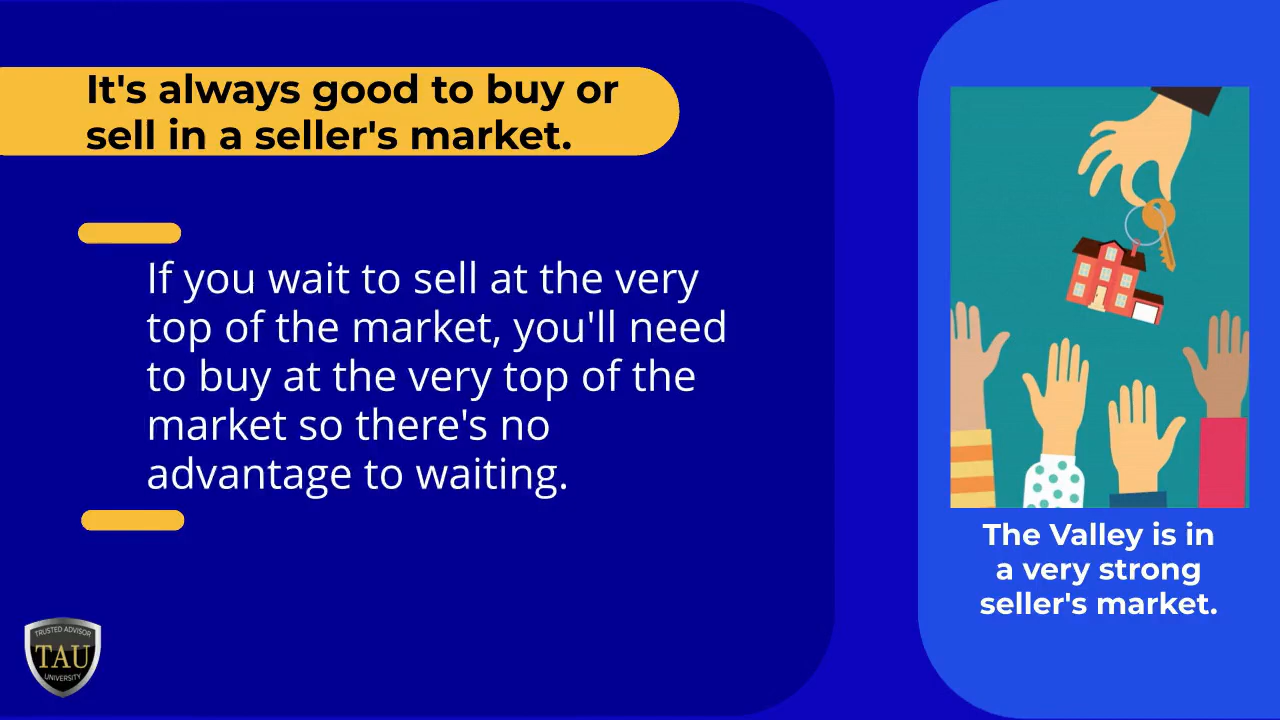 It's always good to buy or
sell in a seller's market.
If you wait to sell at the very
top of the market, you'll need
to buy at the very top of the
market so there's no
advantage to waiting.
The Valley is in
a very strong
seller's market.
TRUSTED ADVISOR
TAU
UNIVERSITY